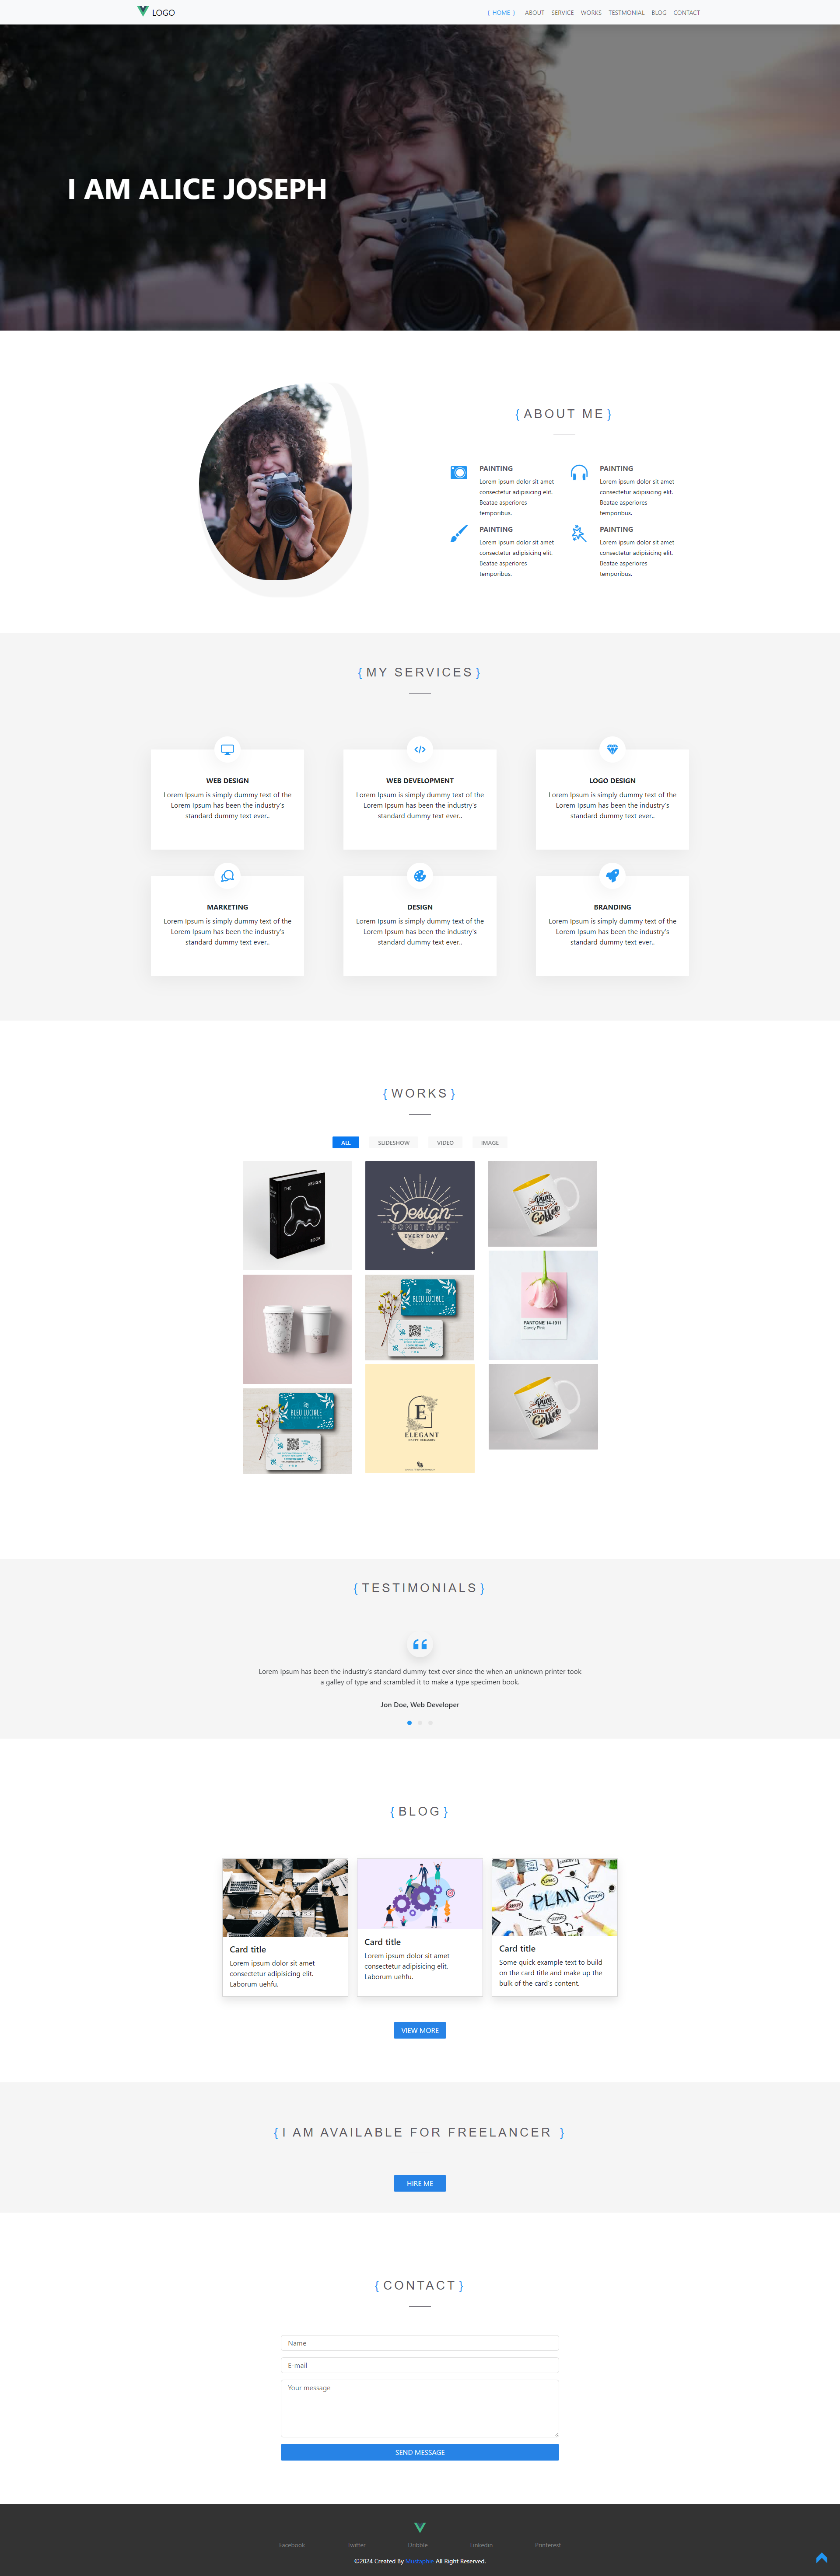 LOGO
{ HOME } ABOUT SERVICE WORKS TESTMONIAL BLOG CONTACT
I AM ALICE JOSEPH
{ ABOUT ME }
PAINTING
Lorem ipsum dolor sit amet
consectetur adipisicing elit.
Beatae asperiores
temporibus.
PAINTING
Lorem ipsum dolor sit amet
consectetur adipisicing elit.
Beatae asperiores
temporibus.
PAINTING
Lorem ipsum dolor sit amet
consectetur adipisicing elit.
Beatae asperiores
temporibus.
PAINTING
Lorem ipsum dolor sit amet
consectetur adipisicing elit.
Beatae asperiores
temporibus.
{ MY SERVICES }
WEB DESIGN
Lorem Ipsum is simply dummy text of the
Lorem Ipsum has been the industry's
standard dummy text ever..
WEB DEVELOPMENT
Lorem Ipsum is simply dummy text of the
Lorem Ipsum has been the industry's
standard dummy text ever..
LOGO DESIGN
Lorem Ipsum is simply dummy text of the
Lorem Ipsum has been the industry's
standard dummy text ever..
MARKETING
Lorem Ipsum is simply dummy text of the
Lorem Ipsum has been the industry's
standard dummy text ever..
DESIGN
Lorem Ipsum is simply dummy text of the
Lorem Ipsum has been the industry's
standard dummy text ever..
BRANDING
Lorem Ipsum is simply dummy text of the
Lorem Ipsum has been the industry's
standard dummy text ever..
{ WORKS }
ALL SLIDESHOW VIDEO IMAGE
THE DESIGN
BOOK
Design
SOMETHING
EVERY DAY
Coffee
BLEU LUCIOLE
PANTONE 14-1911
Candy Pink
BLEU LUCIOLE
E
ELEGANT
Coffee
{ TESTIMONIALS }
Lorem Ipsum has been the industry's standard dummy text ever since the when an unknown printer took
a galley of type and scrambled it to make a type specimen book.
Jon Doe, Web Developer
{ BLOG }
PLAN
VISION
Card title
Lorem ipsum dolor sit amet
consectetur adipisicing elit.
Laborum uehfu.
Card title
Lorem ipsum dolor sit amet
consectetur adipisicing elit.
Laborum uehfu.
Card title
Some quick example text to build
on the card title and make up the
bulk of the card's content.
VIEW MORE
{ I AM AVAILABLE FOR FREELANCER }
HIRE ME
{ CONTACT }
Name
E-mail
Your message
SEND MESSAGE
Facebook Twitter Dribble Linkedin Printerest
©2024 Created By Mustaphip All Right Reserved.